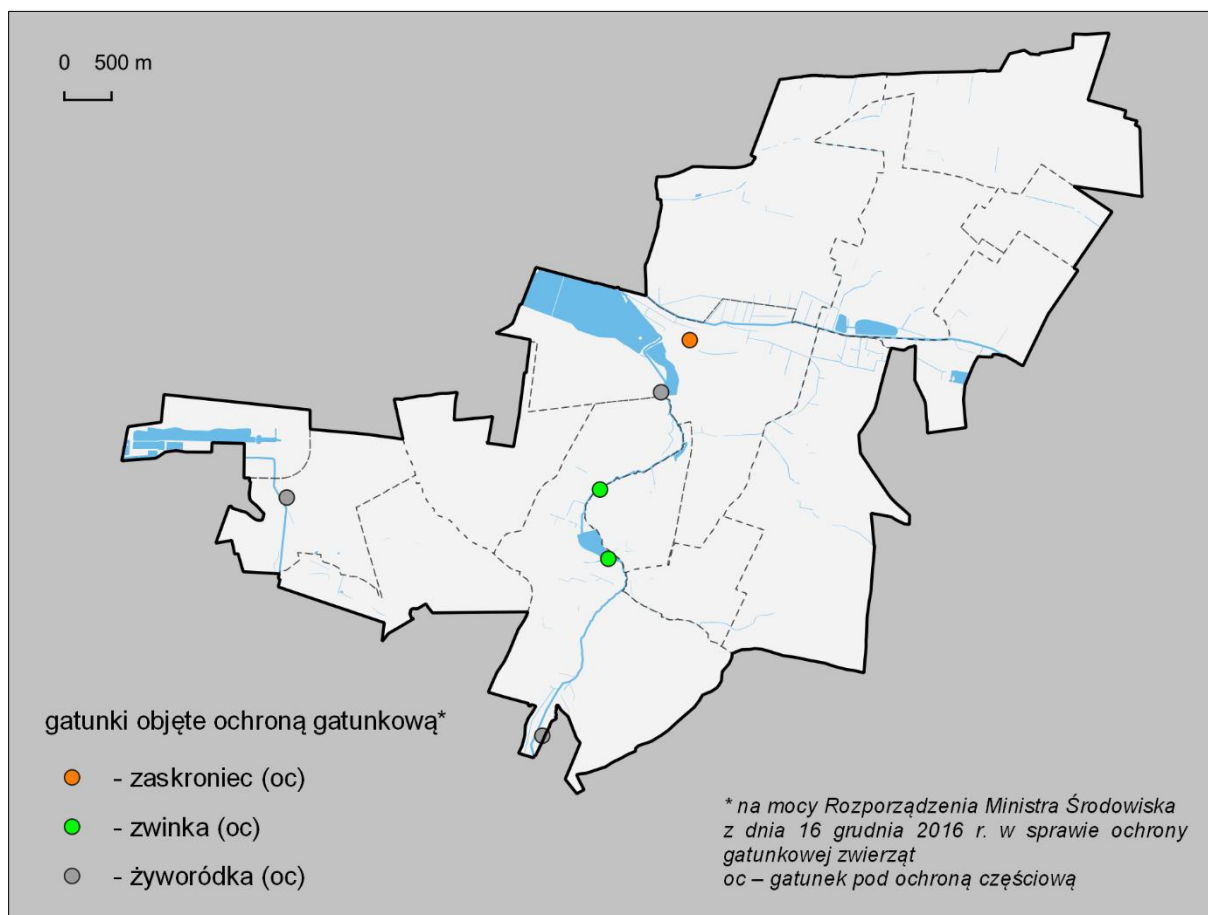 0 500 m
gatunki objęte ochroną gatunkową*
- zaskroniec (oc)
- zwinka (oc)
- żyworódka (oc)
* na mocy Rozporządzenia Ministra Środowiska
z dnia 16 grudnia 2016 r. w sprawie ochrony
gatunkowej zwierząt
oc – gatunek pod ochroną częściową